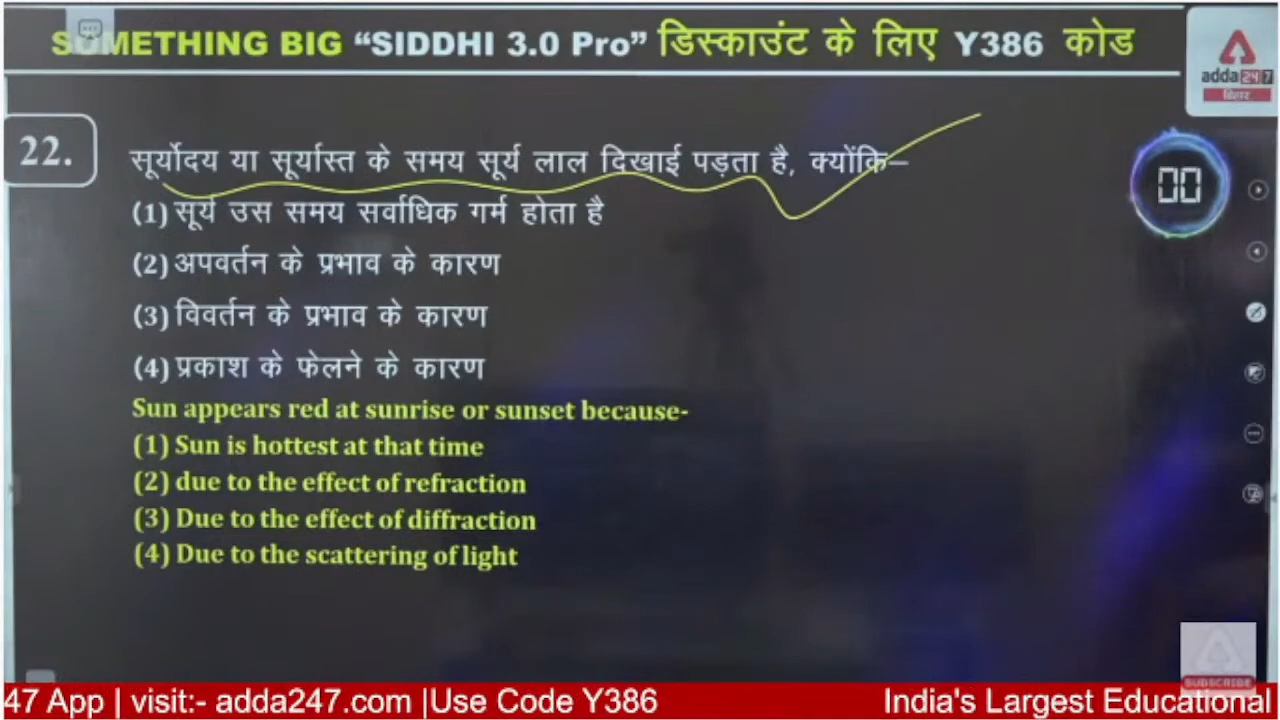 SOMETHING BIG “SIDDHI 3.0 Pro” डिस्काउंट के लिए Y386 कोड
adda247
बिहार
22.
सूर्योदय या सूर्यास्त के समय सूर्य लाल दिखाई पड़ता है, क्योंकि–
00
(1) सूर्य उस समय सर्वाधिक गर्म होता है
(2) अपवर्तन के प्रभाव के कारण
(3) विवर्तन के प्रभाव के कारण
(4) प्रकाश के फेलने के कारण
Sun appears red at sunrise or sunset because-
(1) Sun is hottest at that time
(2) due to the effect of refraction
(3) Due to the effect of diffraction
(4) Due to the scattering of light
SUBSCRIBE
47 App | visit:- adda247.com |Use Code Y386 India's Largest Educational